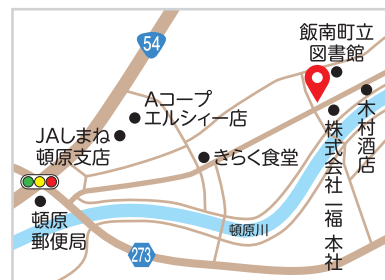 54
飯南町立
図書館
Aコープ
エルシィー店
木村酒店
JAしまね
頓原支店
きらく食堂
株式会社 一福 本社
頓原
郵便局
頓原川
273